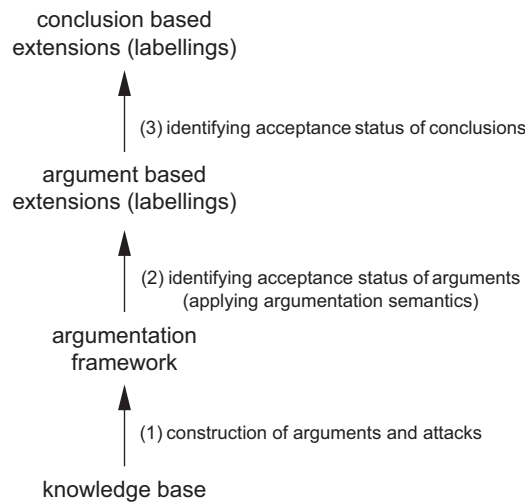 conclusion based
extensions (labellings)
(3) identifying acceptance status of conclusions
argument based
extensions (labellings)
(2) identifying acceptance status of arguments
(applying argumentation semantics)
argumentation
framework
(1) construction of arguments and attacks
knowledge base